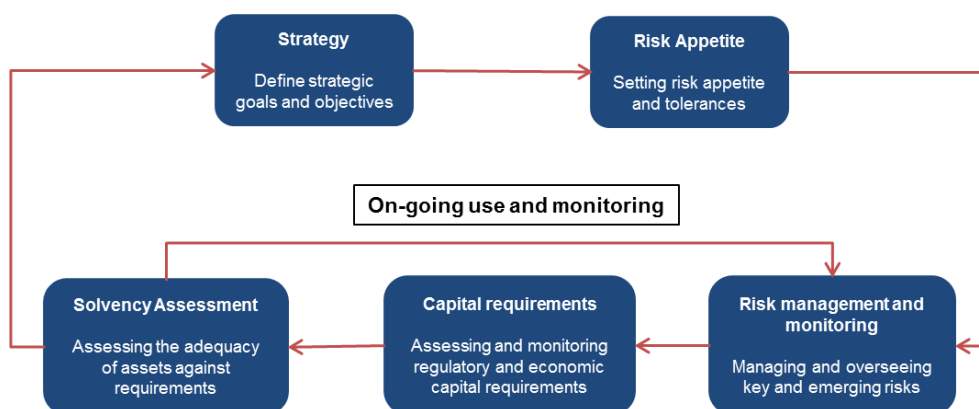 Strategy
Define strategic
goals and objectives
Risk Appetite
Setting risk appetite
and tolerances
On-going use and monitoring
Solvency Assessment
Assessing the adequacy
of assets against
requirements
Capital requirements
Assessing and monitoring
regulatory and economic
capital requirements
Risk management and
monitoring
Managing and overseeing
key and emerging risks